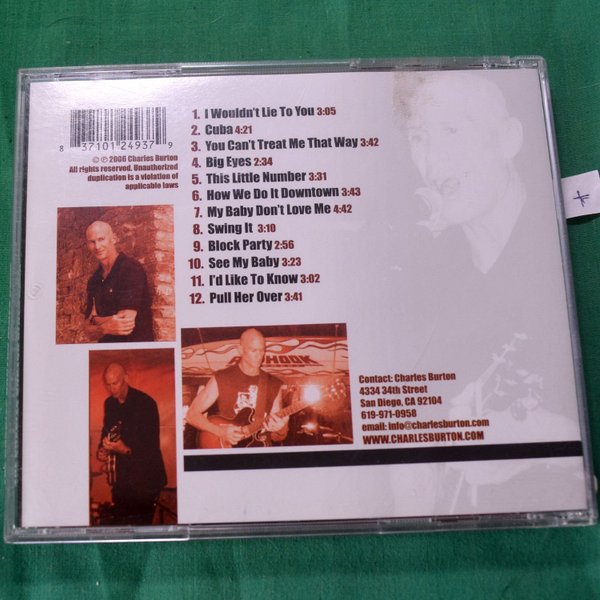 8 37101 24937 9
© ℗ 2006 Charles Burton
All rights reserved. Unauthorized
duplication is a violation of
applicable laws
1. I Wouldn't Lie To You 3:05
2. Cuba 4:21
3. You Can't Treat Me That Way 3:42
4. Big Eyes 2:34
5. This Little Number 3:31
6. How We Do It Downtown 3:43
7. My Baby Don't Love Me 4:42
8. Swing It 3:10
9. Block Party 2:56
10. See My Baby 3:23
11. I'd Like To Know 3:02
12. Pull Her Over 3:41
Contact: Charles Burton
4334 34th Street
San Diego, CA 92104
619-971-0958
email: info@charlesburton.com
WWW.CHARLESBURTON.COM